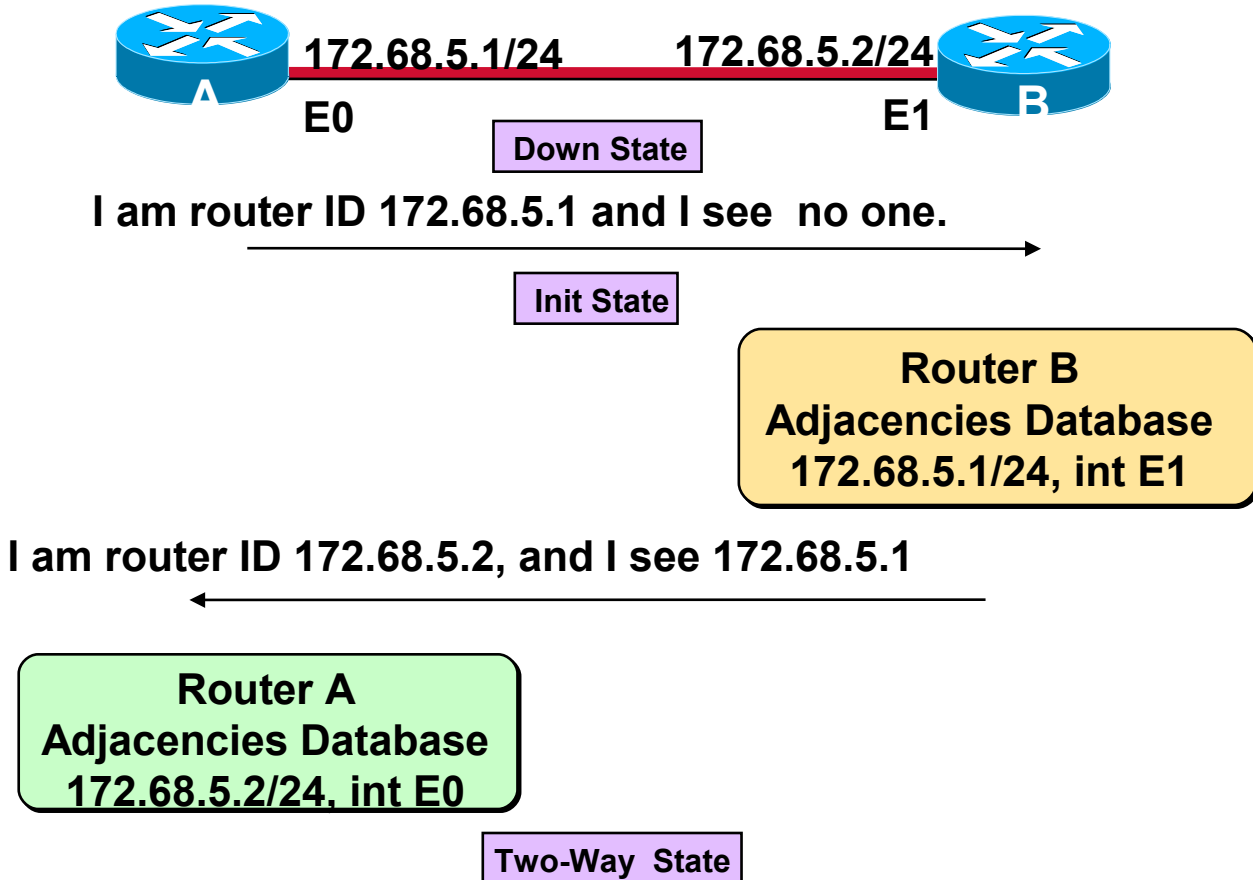 172.68.5.1/24
172.68.5.2/24
A
B
E0
E1
Down State
I am router ID 172.68.5.1 and I see no one.
Init State
Router B
Adjacencies Database
172.68.5.1/24, int E1
I am router ID 172.68.5.2, and I see 172.68.5.1
Router A
Adjacencies Database
172.68.5.2/24, int E0
Two-Way State